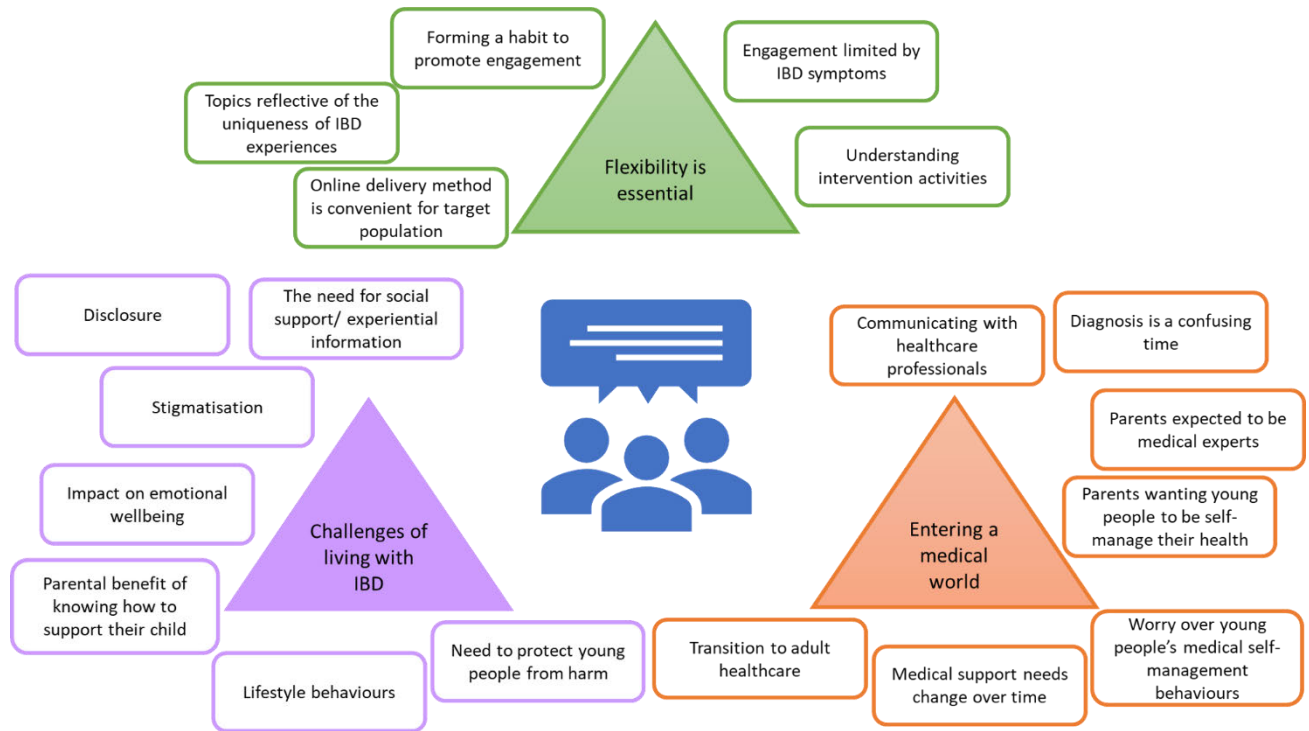 Forming a habit to
promote engagement
Engagement limited by
IBD symptoms
Topics reflective of the
uniqueness of IBD
experiences
Understanding
intervention activities
Online delivery method
is convenient for target
population
Flexibility is
essential
Disclosure
The need for social
support/ experiential
information
Stigmatisation
Impact on emotional
wellbeing
Parental benefit of
knowing how to
support their child
Lifestyle behaviours
Need to protect young
people from harm
Challenges of
living with
IBD
Communicating with
healthcare
professionals
Diagnosis is a confusing
time
Parents expected to be
medical experts
Parents wanting young
people to be self-
manage their health
Worry over young
people's medical self-
management
behaviours
Medical support needs
change over time
Transition to adult
healthcare
Entering a
medical
world